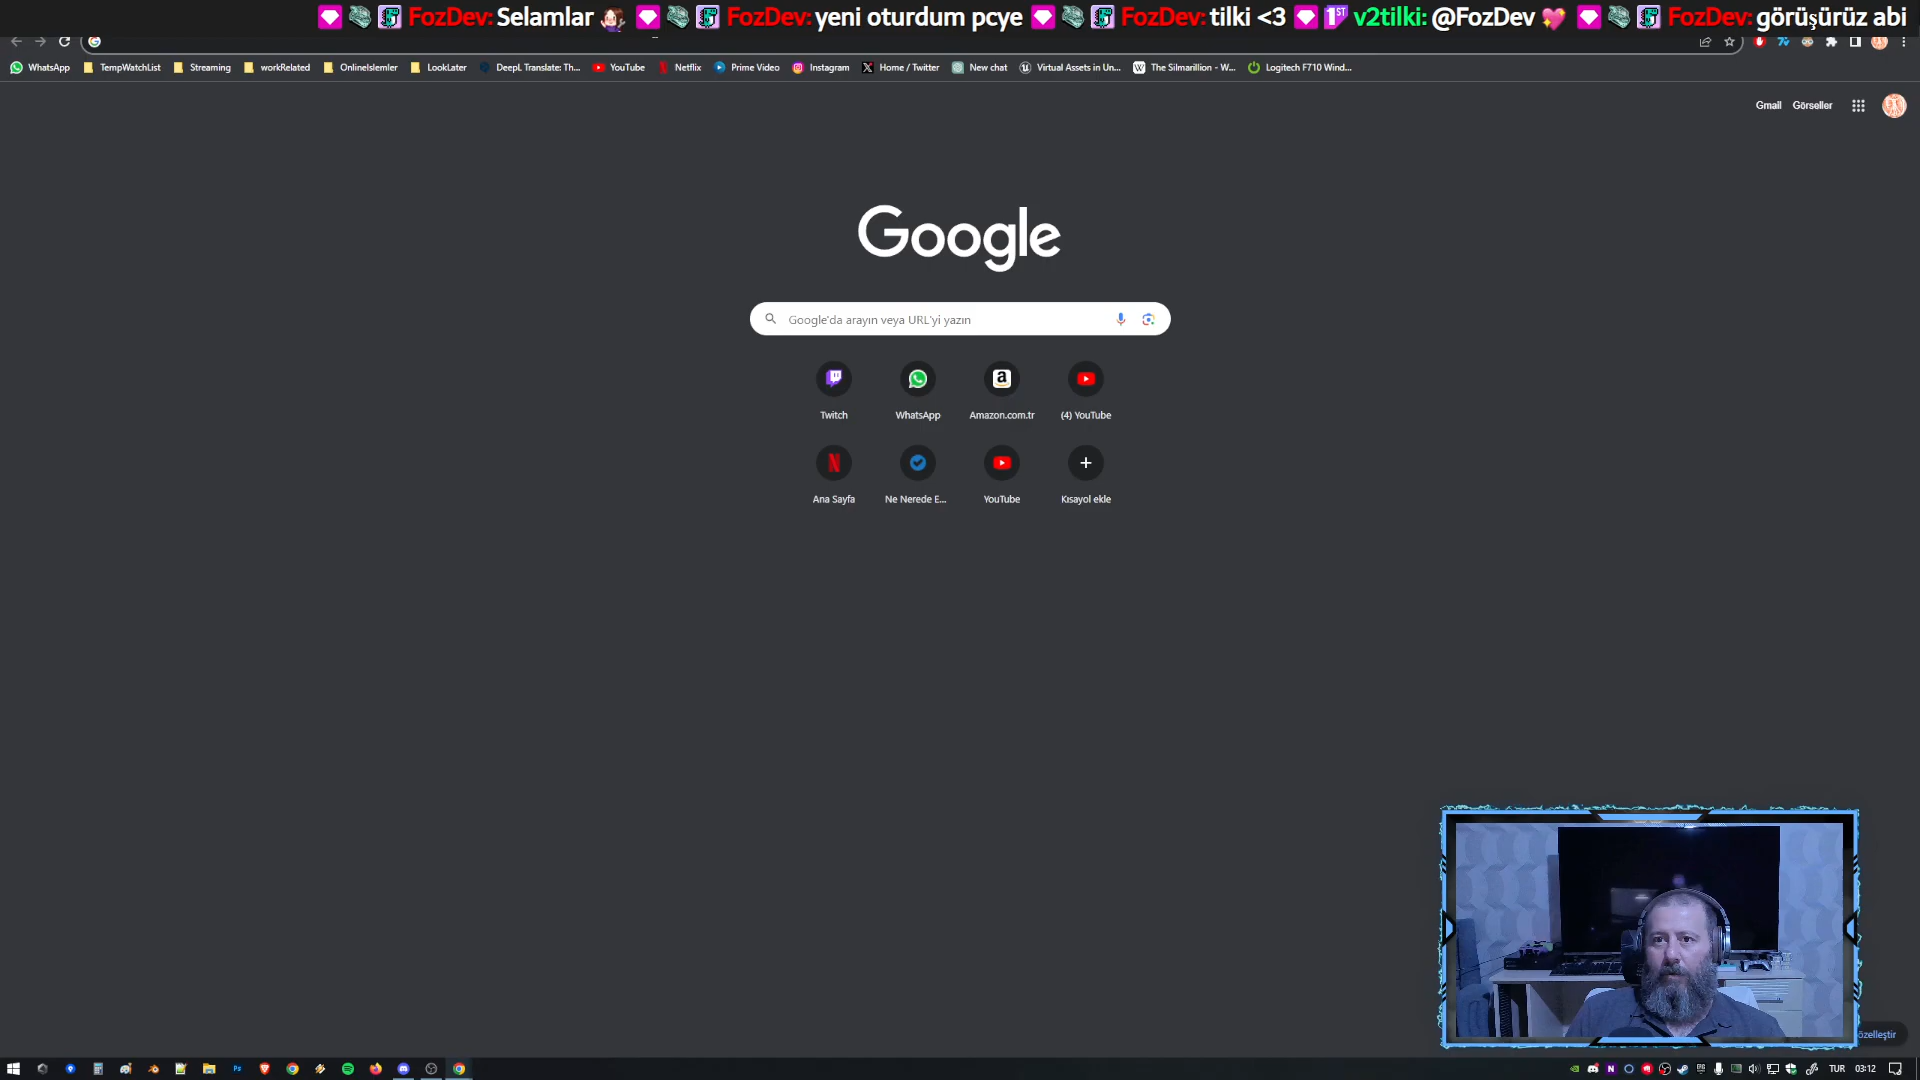 FozDev: Selamlar FozDev: yeni oturdum pcye FozDev: tilki <3 1ST v2tilki: @FozDev FozDev: görüşürüz abi
WhatsApp TempWatchList Streaming workRelated OnlineIslemler LookLater DeepL Translate: Th... YouTube Netflix Prime Video Instagram Home / Twitter New chat Virtual Assets in Un... The Silmarillion - W... Logitech F710 Wind...
Gmail Görseller
Google
Google'da arayın veya URL'yi yazın
Twitch WhatsApp Amazon.com.tr (4) YouTube
Ana Sayfa Ne Nerede E... YouTube Kısayol ekle
özelleştir
TUR 03:12